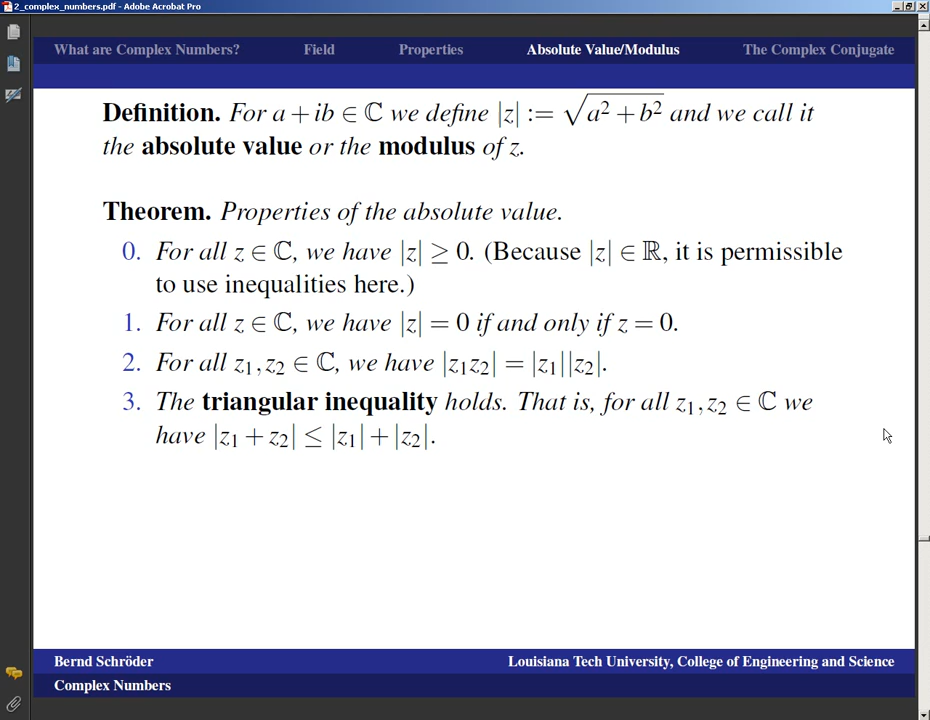 2_complex_numbers.pdf - Adobe Acrobat Pro
What are Complex Numbers? Field Properties Absolute Value/Modulus The Complex Conjugate
Definition. For a + ib ∈ ℂ we define |z| := √(a² + b²) and we call it
the absolute value or the modulus of z.
Theorem. Properties of the absolute value.
0. For all z ∈ ℂ, we have |z| ≥ 0. (Because |z| ∈ ℝ, it is permissible
to use inequalities here.)
1. For all z ∈ ℂ, we have |z| = 0 if and only if z = 0.
2. For all z₁, z₂ ∈ ℂ, we have |z₁z₂| = |z₁||z₂|.
3. The triangular inequality holds. That is, for all z₁, z₂ ∈ ℂ we
have |z₁ + z₂| ≤ |z₁| + |z₂|.
Bernd Schröder Louisiana Tech University, College of Engineering and Science
Complex Numbers